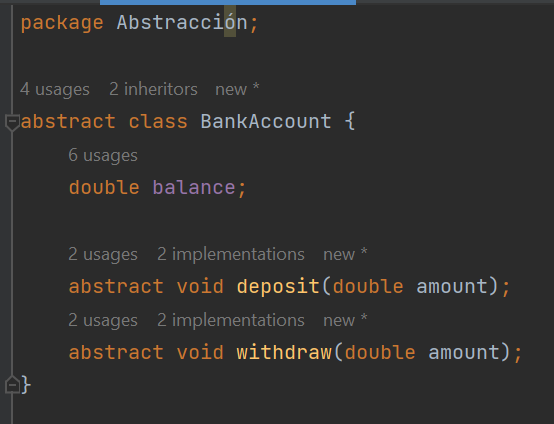 package Abstracción;
4 usages 2 inheritors new *
abstract class BankAccount {
6 usages
double balance;
2 usages 2 implementations new *
abstract void deposit(double amount);
2 usages 2 implementations new *
abstract void withdraw(double amount);
}